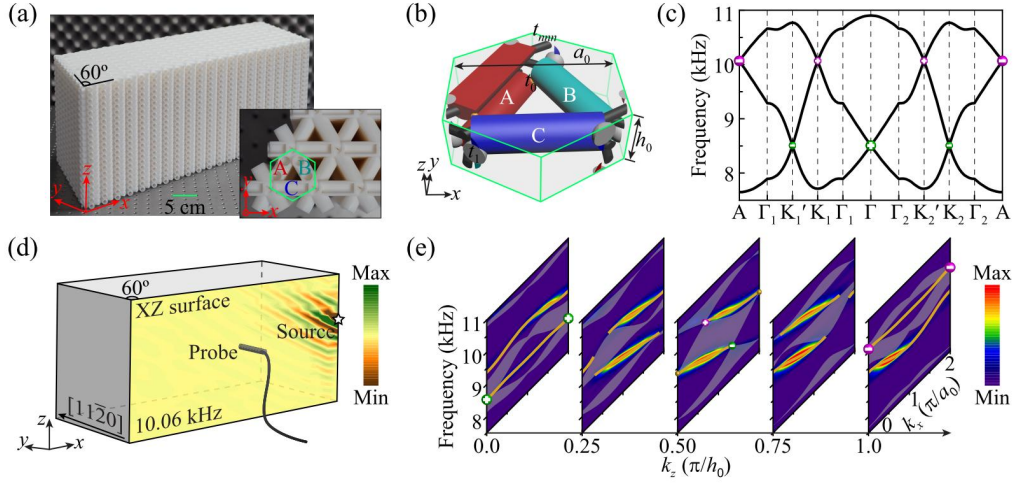 (a)
60°
z
y
x
5 cm
A
B
C
y
x
(b)
t_nnn
a_0
t_0
A
B
C
h_0
z y
x
(c)
Frequency (kHz)
11
10
9
8
A Γ_1 K_1′ K_1 Γ_1 Γ Γ_2 K_2′ K_2 Γ_2 A
(d)
60°
XZ surface
Source
Probe
[112̄0]
10.06 kHz
z
y
x
Max
Min
(e)
Frequency (kHz)
11
10
9
8
0.0 0.25 0.50 0.75 1.0
k_z (π/h_0)
0 1 2
k_x (π/a_0)
Max
Min